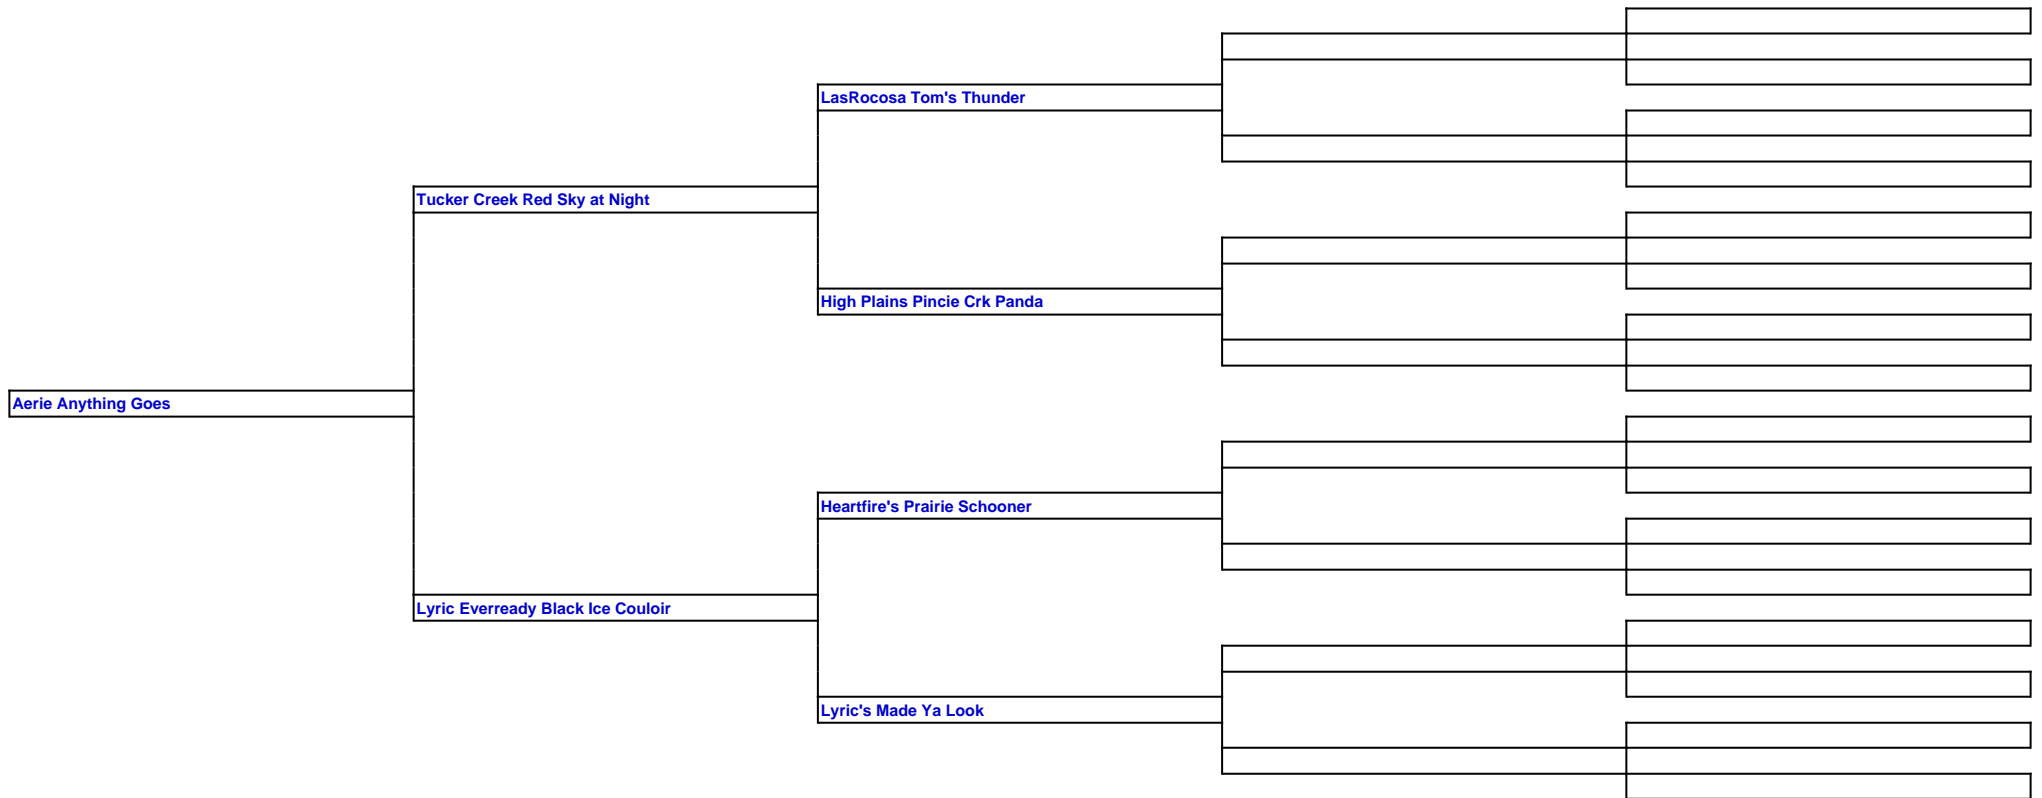 LasRocosa Tom's Thunder
Tucker Creek Red Sky at Night
High Plains Pincie Crk Panda
Aerie Anything Goes
Heartfire's Prairie Schooner
Lyric Everready Black Ice Couloir
Lyric's Made Ya Look